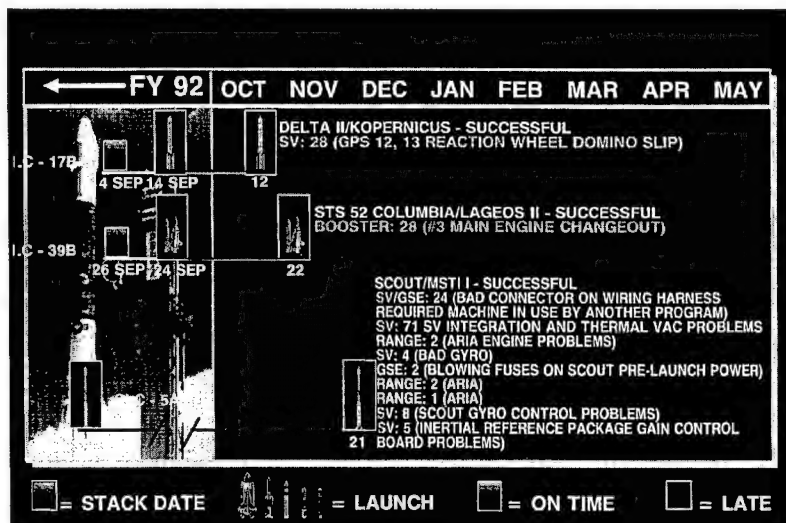 FY 92 OCT NOV DEC JAN FEB MAR APR MAY
DELTA II/KOPERNICUS - SUCCESSFUL
SV: 28 (GPS 12, 13 REACTION WHEEL DOMINO SLIP)
LC - 17B
4 SEP 14 SEP 12
STS 52 COLUMBIA/LAGEOS II - SUCCESSFUL
BOOSTER: 28 (#3 MAIN ENGINE CHANGEOUT)
LC - 39B
26 SEP 24 SEP 22
SCOUT/MSTI I - SUCCESSFUL
SV/GSE: 24 (BAD CONNECTOR ON WIRING HARNESS
REQUIRED MACHINE IN USE BY ANOTHER PROGRAM)
SV: 71 SV INTEGRATION AND THERMAL VAC PROBLEMS
RANGE: 2 (ARIA ENGINE PROBLEMS)
SV: 4 (BAD GYRO)
GSE: 2 (BLOWING FUSES ON SCOUT PRE-LAUNCH POWER)
RANGE: 2 (ARIA)
RANGE: 1 (ARIA)
SV: 8 (SCOUT GYRO CONTROL PROBLEMS)
SV: 5 (INERTIAL REFERENCE PACKAGE GAIN CONTROL
21 BOARD PROBLEMS)
= STACK DATE = LAUNCH = ON TIME = LATE